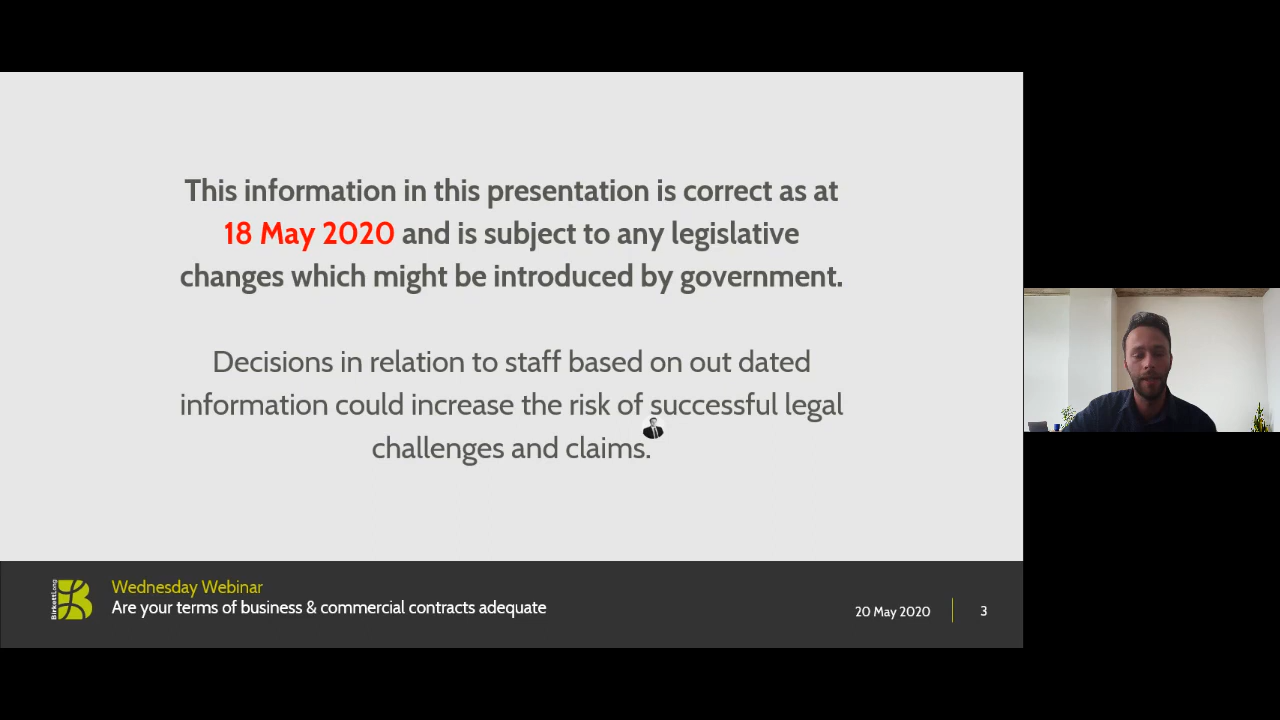 This information in this presentation is correct as at
18 May 2020 and is subject to any legislative
changes which might be introduced by government.
Decisions in relation to staff based on out dated
information could increase the risk of successful legal
challenges and claims.
BirkettLong
Wednesday Webinar
Are your terms of business & commercial contracts adequate
20 May 2020
3